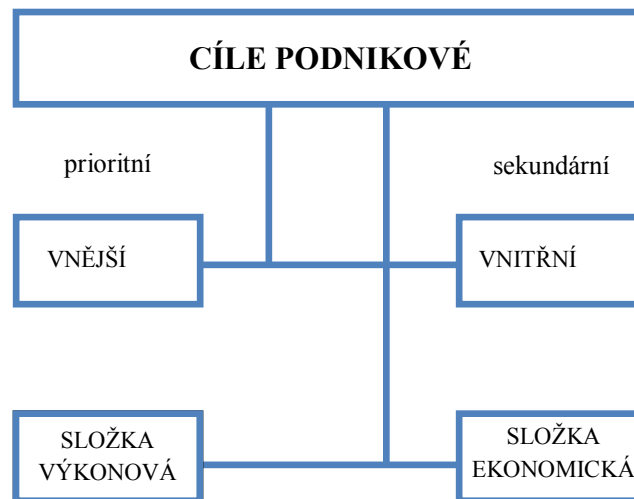 CÍLE PODNIKOVÉ
prioritní
sekundární
VNĚJŠÍ
VNITŘNÍ
SLOŽKA
VÝKONOVÁ
SLOŽKA
EKONOMICKÁ